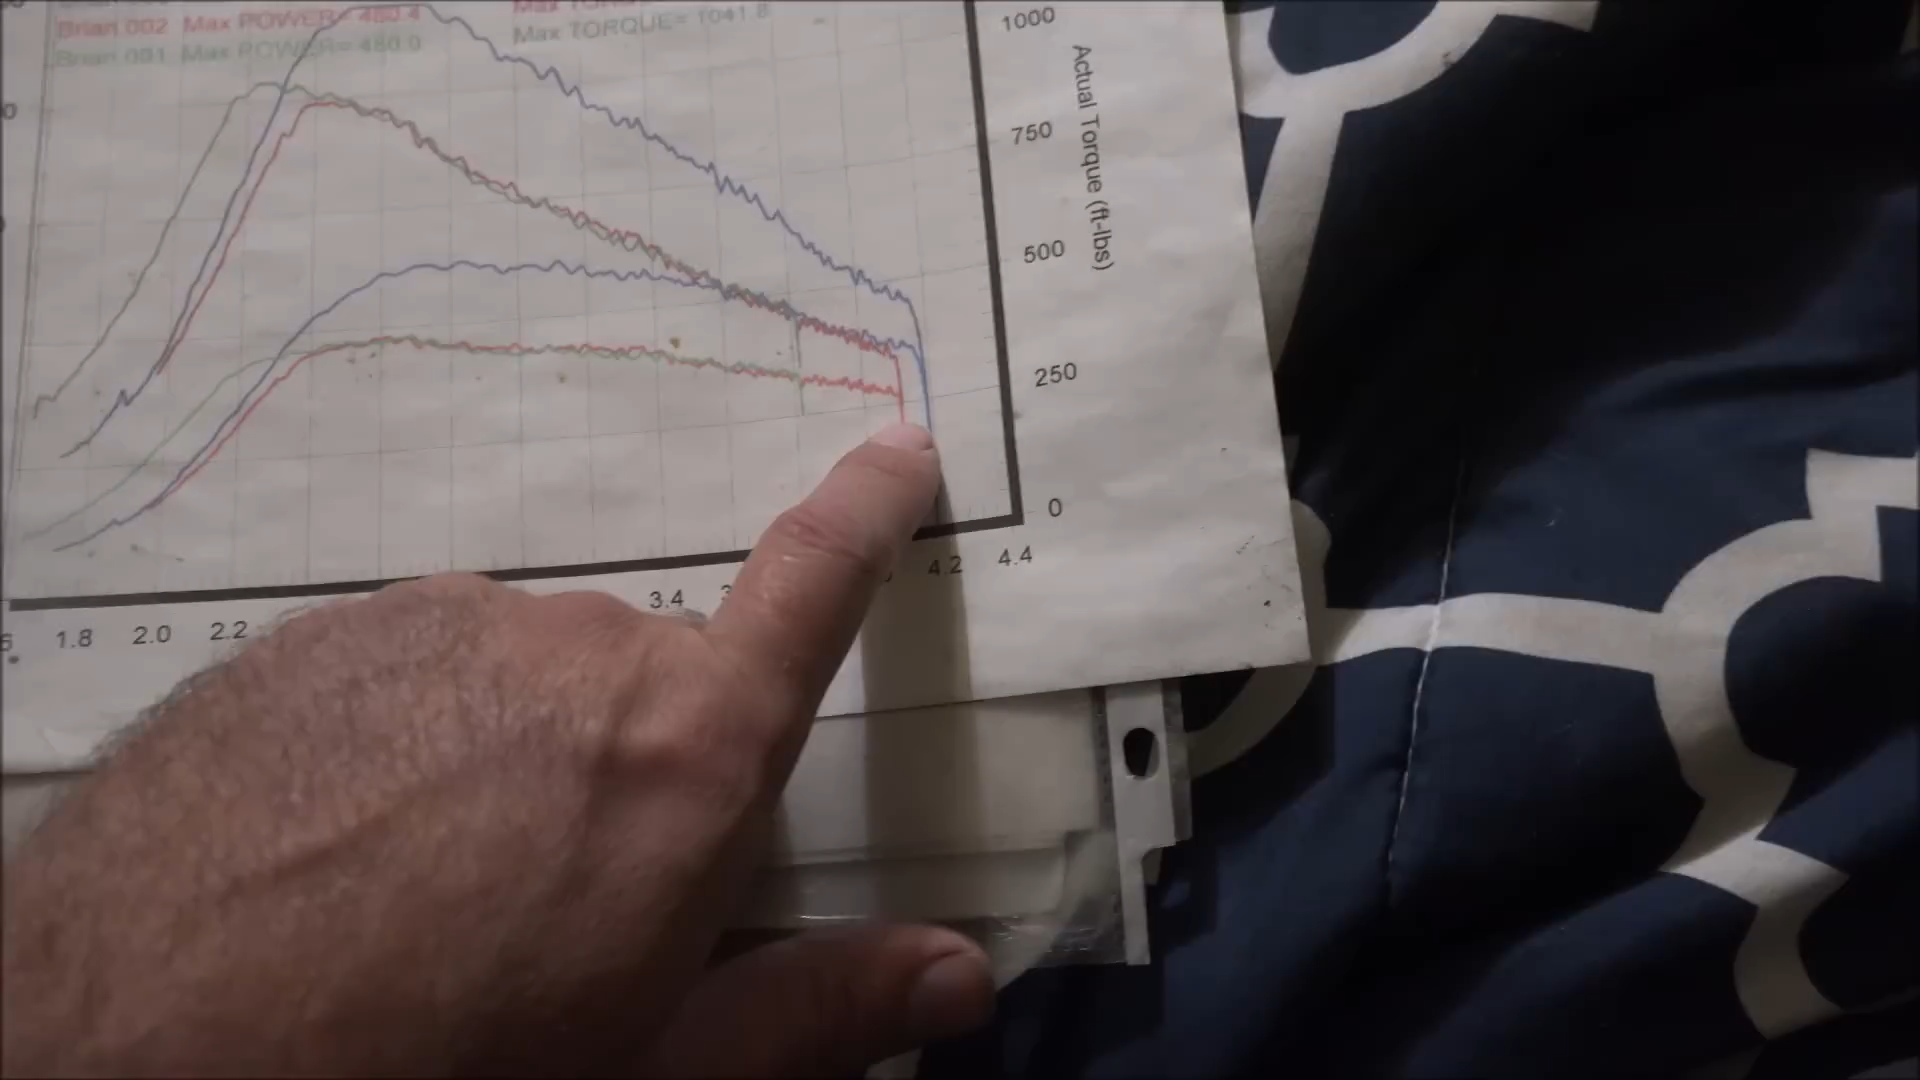 Brian 002 Max POWER= 480.4
Brian 001 Max POWER= 480.0
Max TORQUE= 1041.8
1000
750
500
250
0
Actual Torque (ft-lbs)
1.8 2.0 2.2 3.4 4.2 4.4